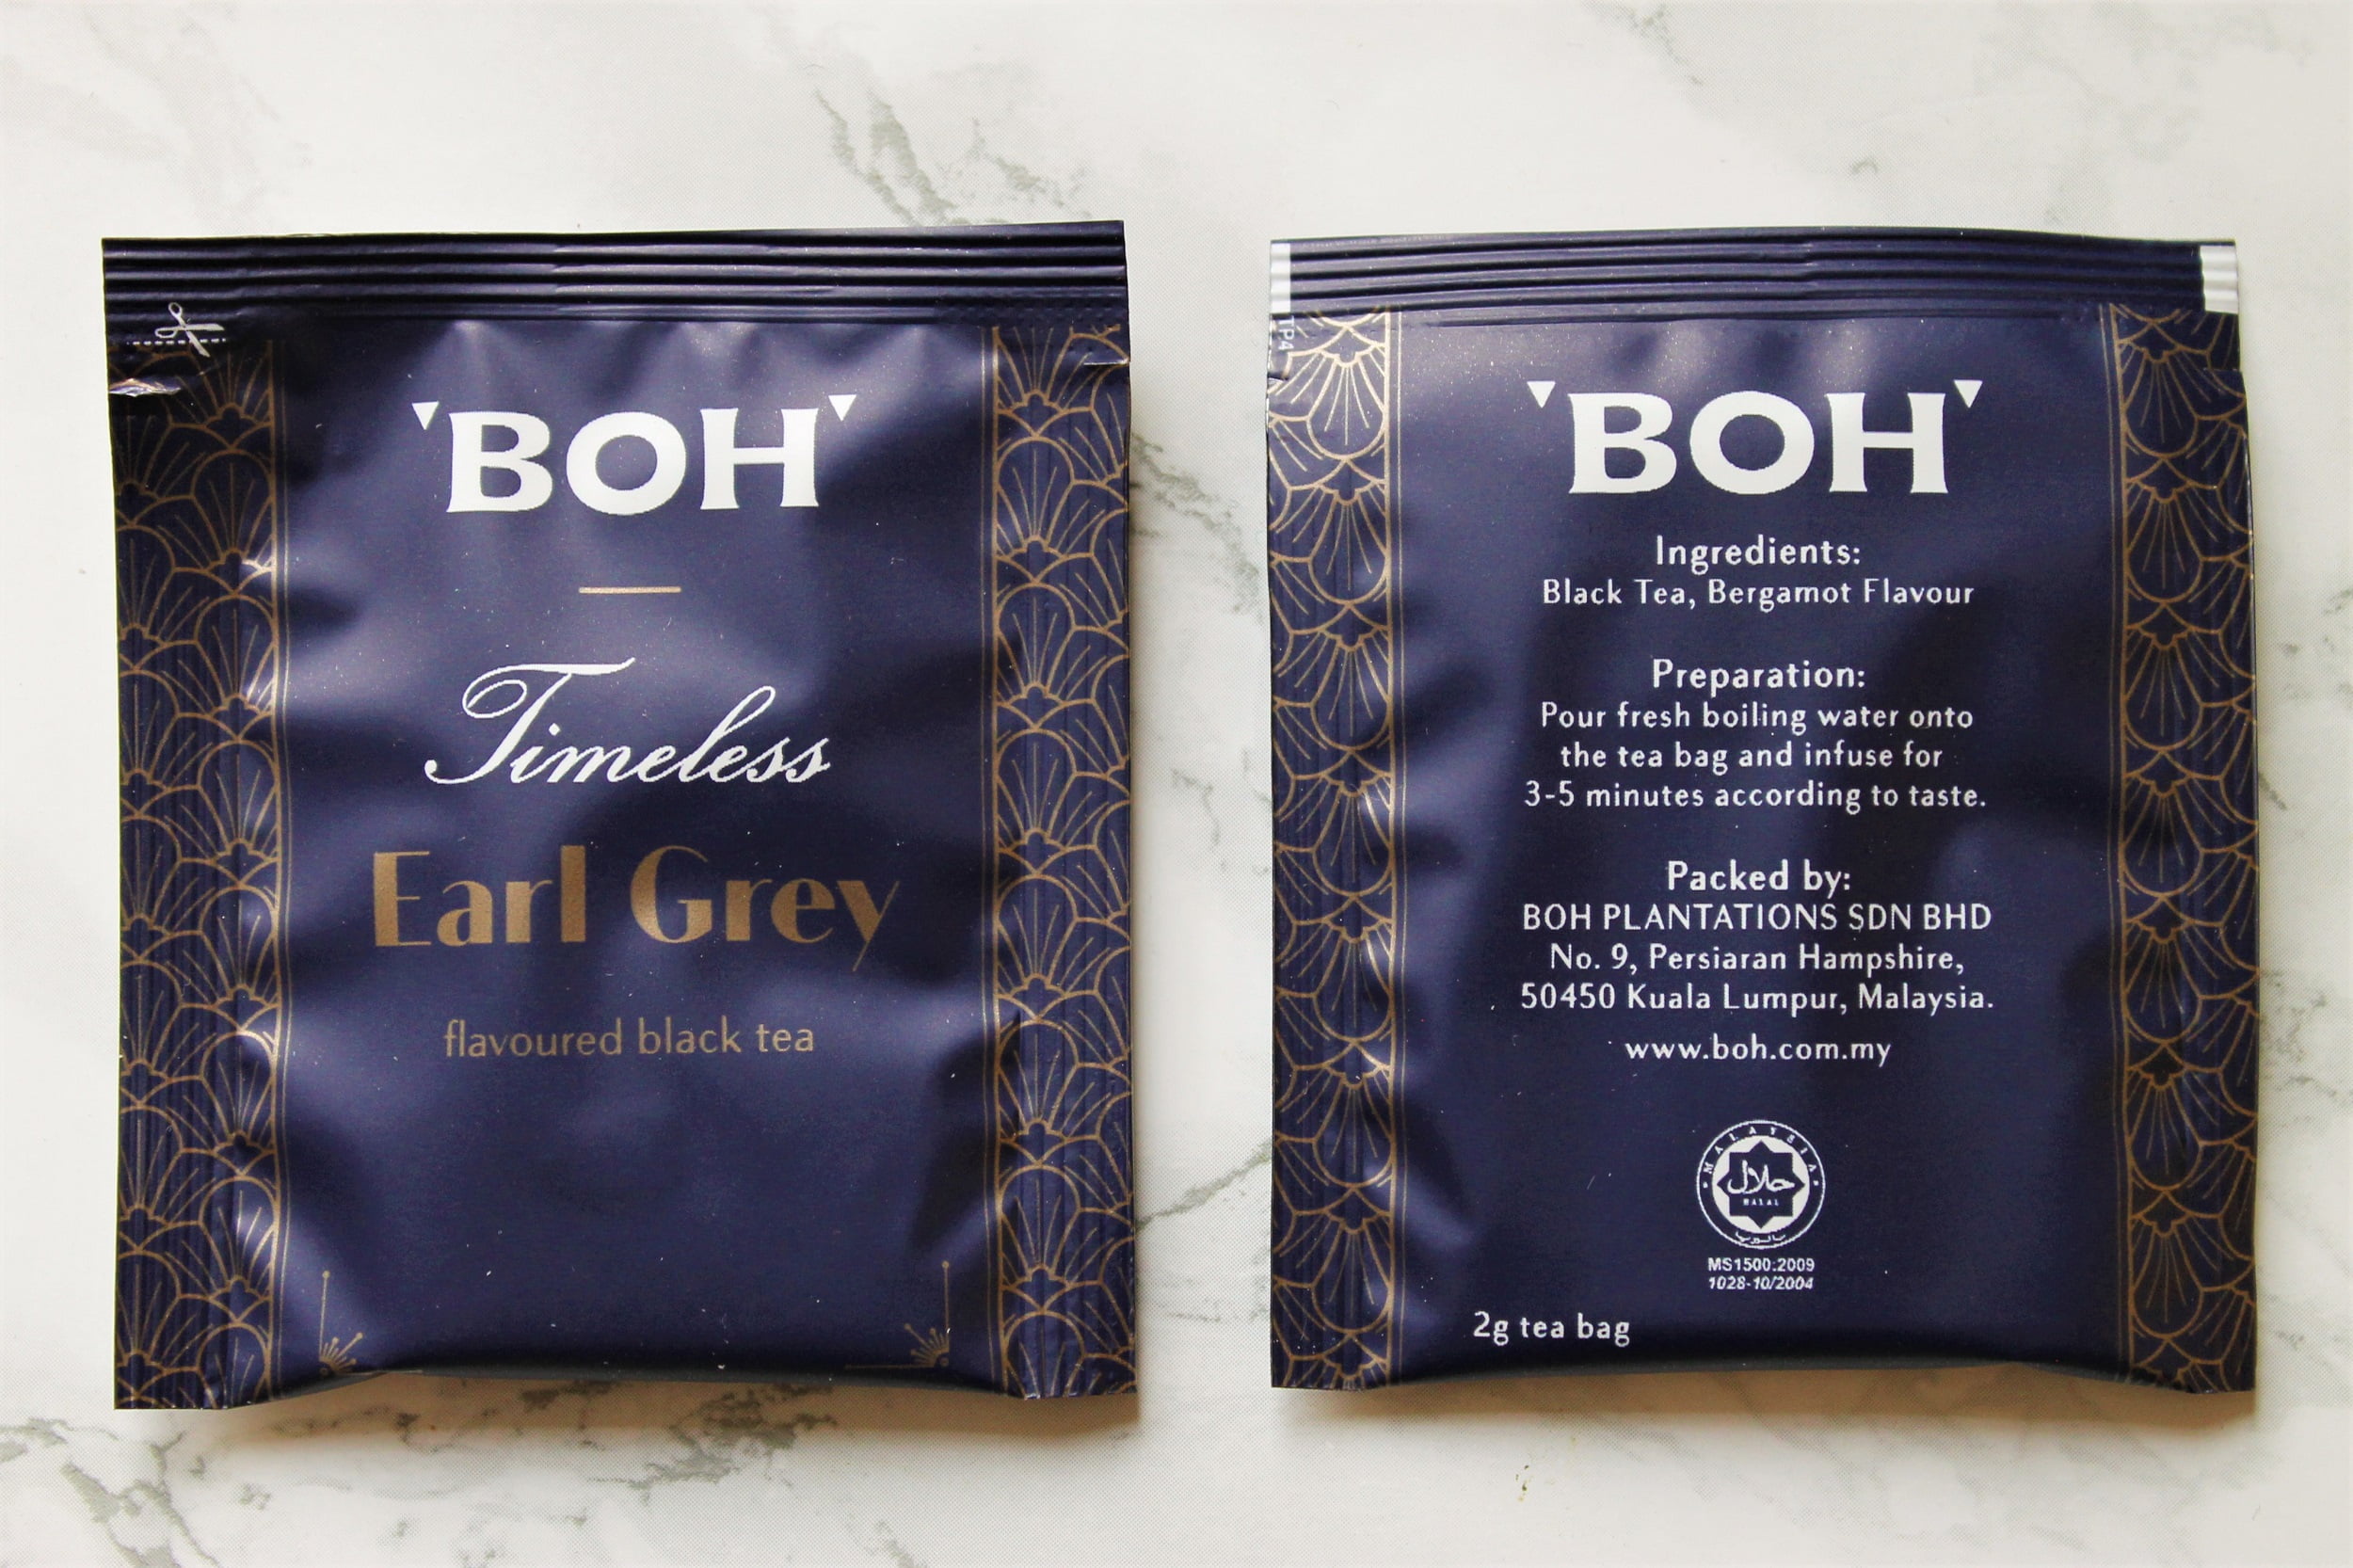 'BOH'
Timeless
Earl Grey
flavoured black tea
TP4
'BOH'
Ingredients:
Black Tea, Bergamot Flavour
Preparation:
Pour fresh boiling water onto
the tea bag and infuse for
3-5 minutes according to taste.
Packed by:
BOH PLANTATIONS SDN BHD
No. 9, Persiaran Hampshire,
50450 Kuala Lumpur, Malaysia.
www.boh.com.my
MALAYSIA
حلال
HALAL
MS1500:2009
1028-10/2004
2g tea bag